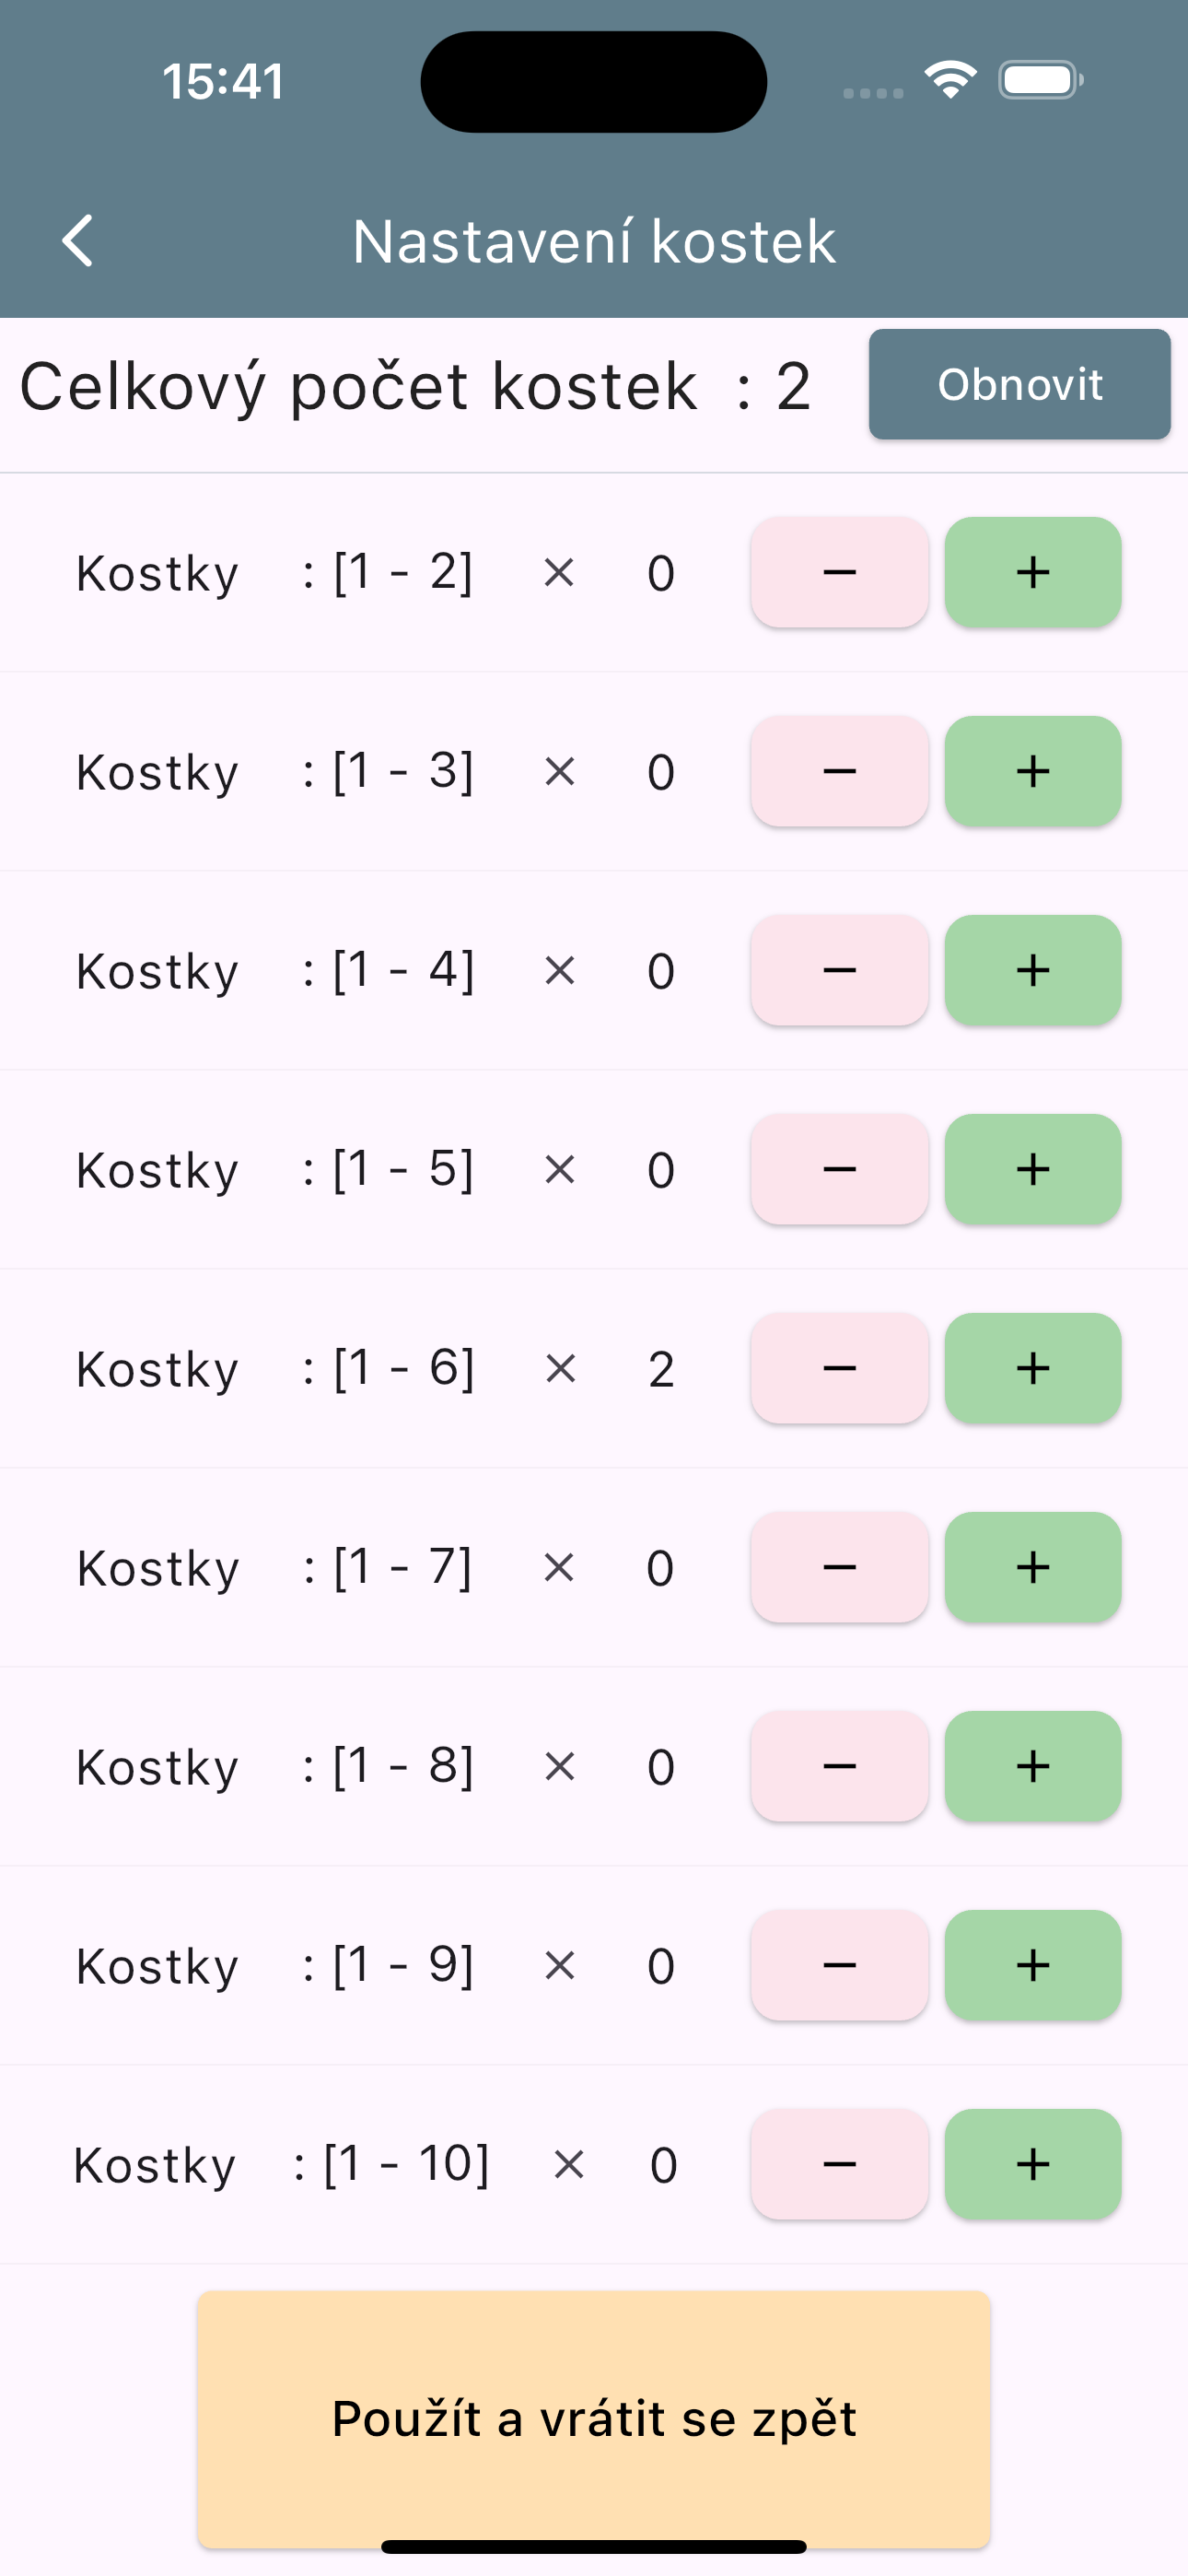 15:41
Nastavení kostek
Celkový počet kostek : 2 Obnovit
Kostky : [1 - 2] × 0 − +
Kostky : [1 - 3] × 0 − +
Kostky : [1 - 4] × 0 − +
Kostky : [1 - 5] × 0 − +
Kostky : [1 - 6] × 2 − +
Kostky : [1 - 7] × 0 − +
Kostky : [1 - 8] × 0 − +
Kostky : [1 - 9] × 0 − +
Kostky : [1 - 10] × 0 − +
Použít a vrátit se zpět